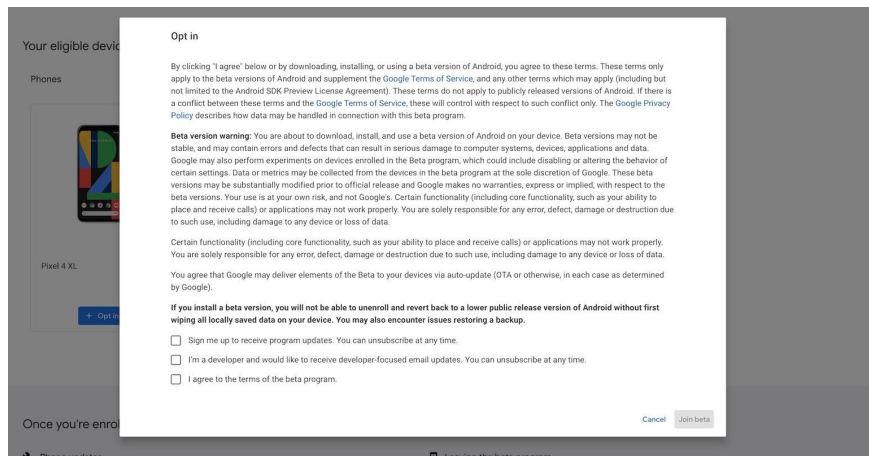 Your eligible devic
Phones
Pixel 4 XL
+ Opt in
Once you're enrol
Opt in
By clicking "I agree" below or by downloading, installing, or using a beta version of Android, you agree to these terms. These terms only
apply to the beta versions of Android and supplement the Google Terms of Service, and any other terms which may apply (including but
not limited to the Android SDK Preview License Agreement). These terms do not apply to publicly released versions of Android. If there is
a conflict between these terms and the Google Terms of Service, these will control with respect to such conflict only. The Google Privacy
Policy describes how data may be handled in connection with this beta program.
Beta version warning: You are about to download, install, and use a beta version of Android on your device. Beta versions may not be
stable, and may contain errors and defects that can result in serious damage to computer systems, devices, applications and data.
Google may also perform experiments on devices enrolled in the Beta program, which could include disabling or altering the behavior of
certain settings. Data or metrics may be collected from the devices in the beta program at the sole discretion of Google. These beta
versions may be substantially modified prior to official release and Google makes no warranties, express or implied, with respect to the
beta versions. Your use is at your own risk, and not Google's. Certain functionality (including core functionality, such as your ability to
place and receive calls) or applications may not work properly. You are solely responsible for any error, defect, damage or destruction due
to such use, including damage to any device or loss of data.
Certain functionality (including core functionality, such as your ability to place and receive calls) or applications may not work properly.
You are solely responsible for any error, defect, damage or destruction due to such use, including damage to any device or loss of data.
You agree that Google may deliver elements of the Beta to your devices via auto-update (OTA or otherwise, in each case as determined
by Google).
If you install a beta version, you will not be able to unenroll and revert back to a lower public release version of Android without first
wiping all locally saved data on your device. You may also encounter issues restoring a backup.
Sign me up to receive program updates. You can unsubscribe at any time.
I'm a developer and would like to receive developer-focused email updates. You can unsubscribe at any time.
I agree to the terms of the beta program.
Cancel Join beta